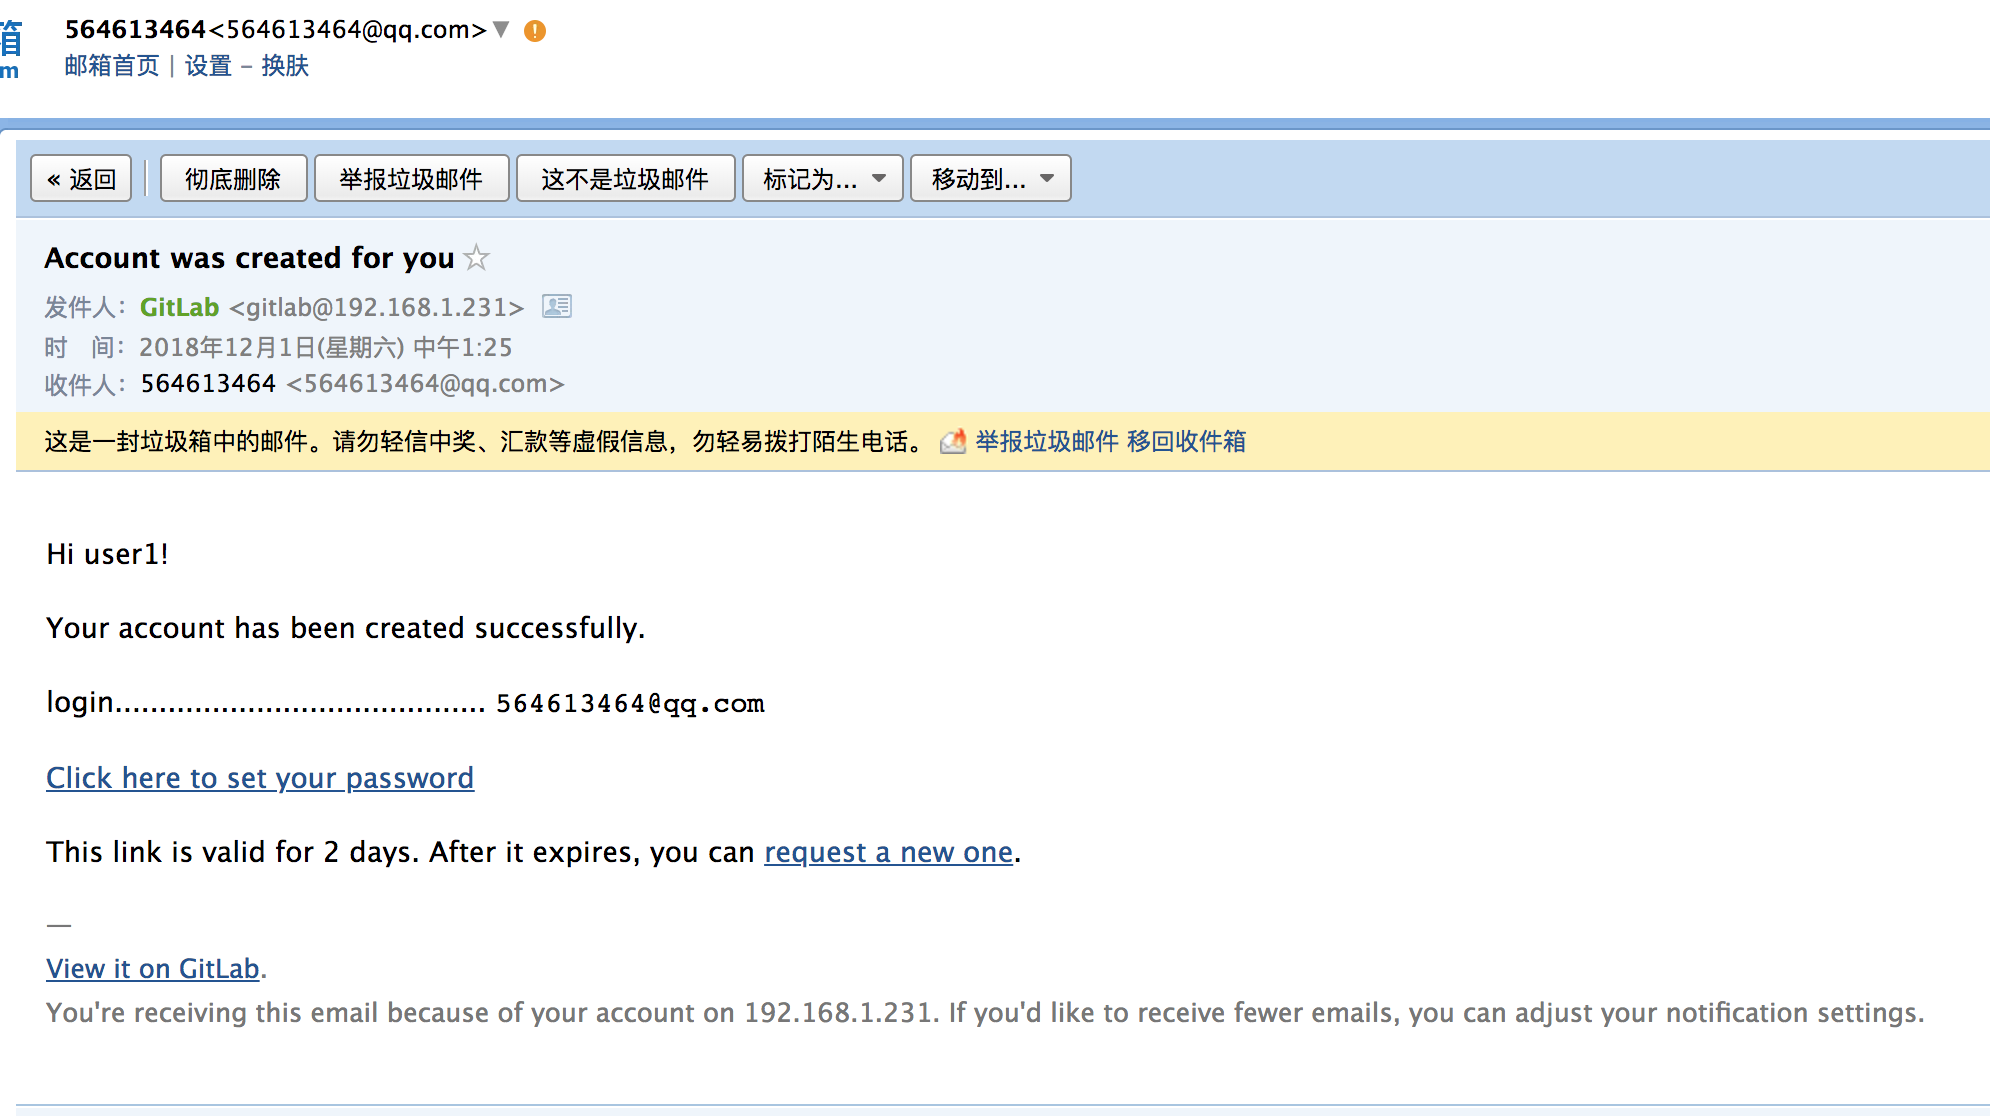 564613464<564613464@qq.com>
箱
邮箱首页 | 设置 - 换肤
m
« 返回 彻底删除 举报垃圾邮件 这不是垃圾邮件 标记为... 移动到...
Account was created for you
发件人: GitLab <gitlab@192.168.1.231>
时 间: 2018年12月1日(星期六) 中午1:25
收件人: 564613464 <564613464@qq.com>
这是一封垃圾箱中的邮件。请勿轻信中奖、汇款等虚假信息，勿轻易拨打陌生电话。 举报垃圾邮件 移回收件箱
Hi user1!
Your account has been created successfully.
login.......................................... 564613464@qq.com
Click here to set your password
This link is valid for 2 days. After it expires, you can request a new one.
—
View it on GitLab.
You're receiving this email because of your account on 192.168.1.231. If you'd like to receive fewer emails, you can adjust your notification settings.